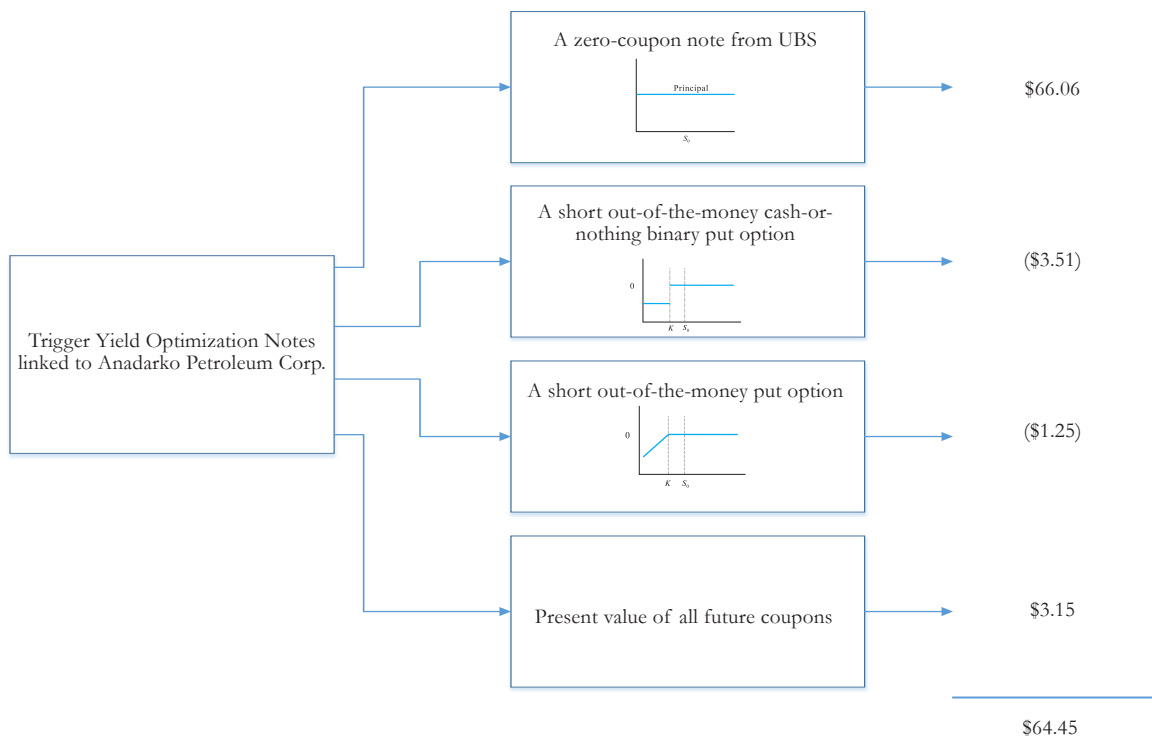 A zero-coupon note from UBS
Principal
S0
$66.06
A short out-of-the-money cash-or-
nothing binary put option
0
K
S0
($3.51)
Trigger Yield Optimization Notes
linked to Anadarko Petroleum Corp.
A short out-of-the-money put option
0
K
S0
($1.25)
Present value of all future coupons
$3.15
$64.45